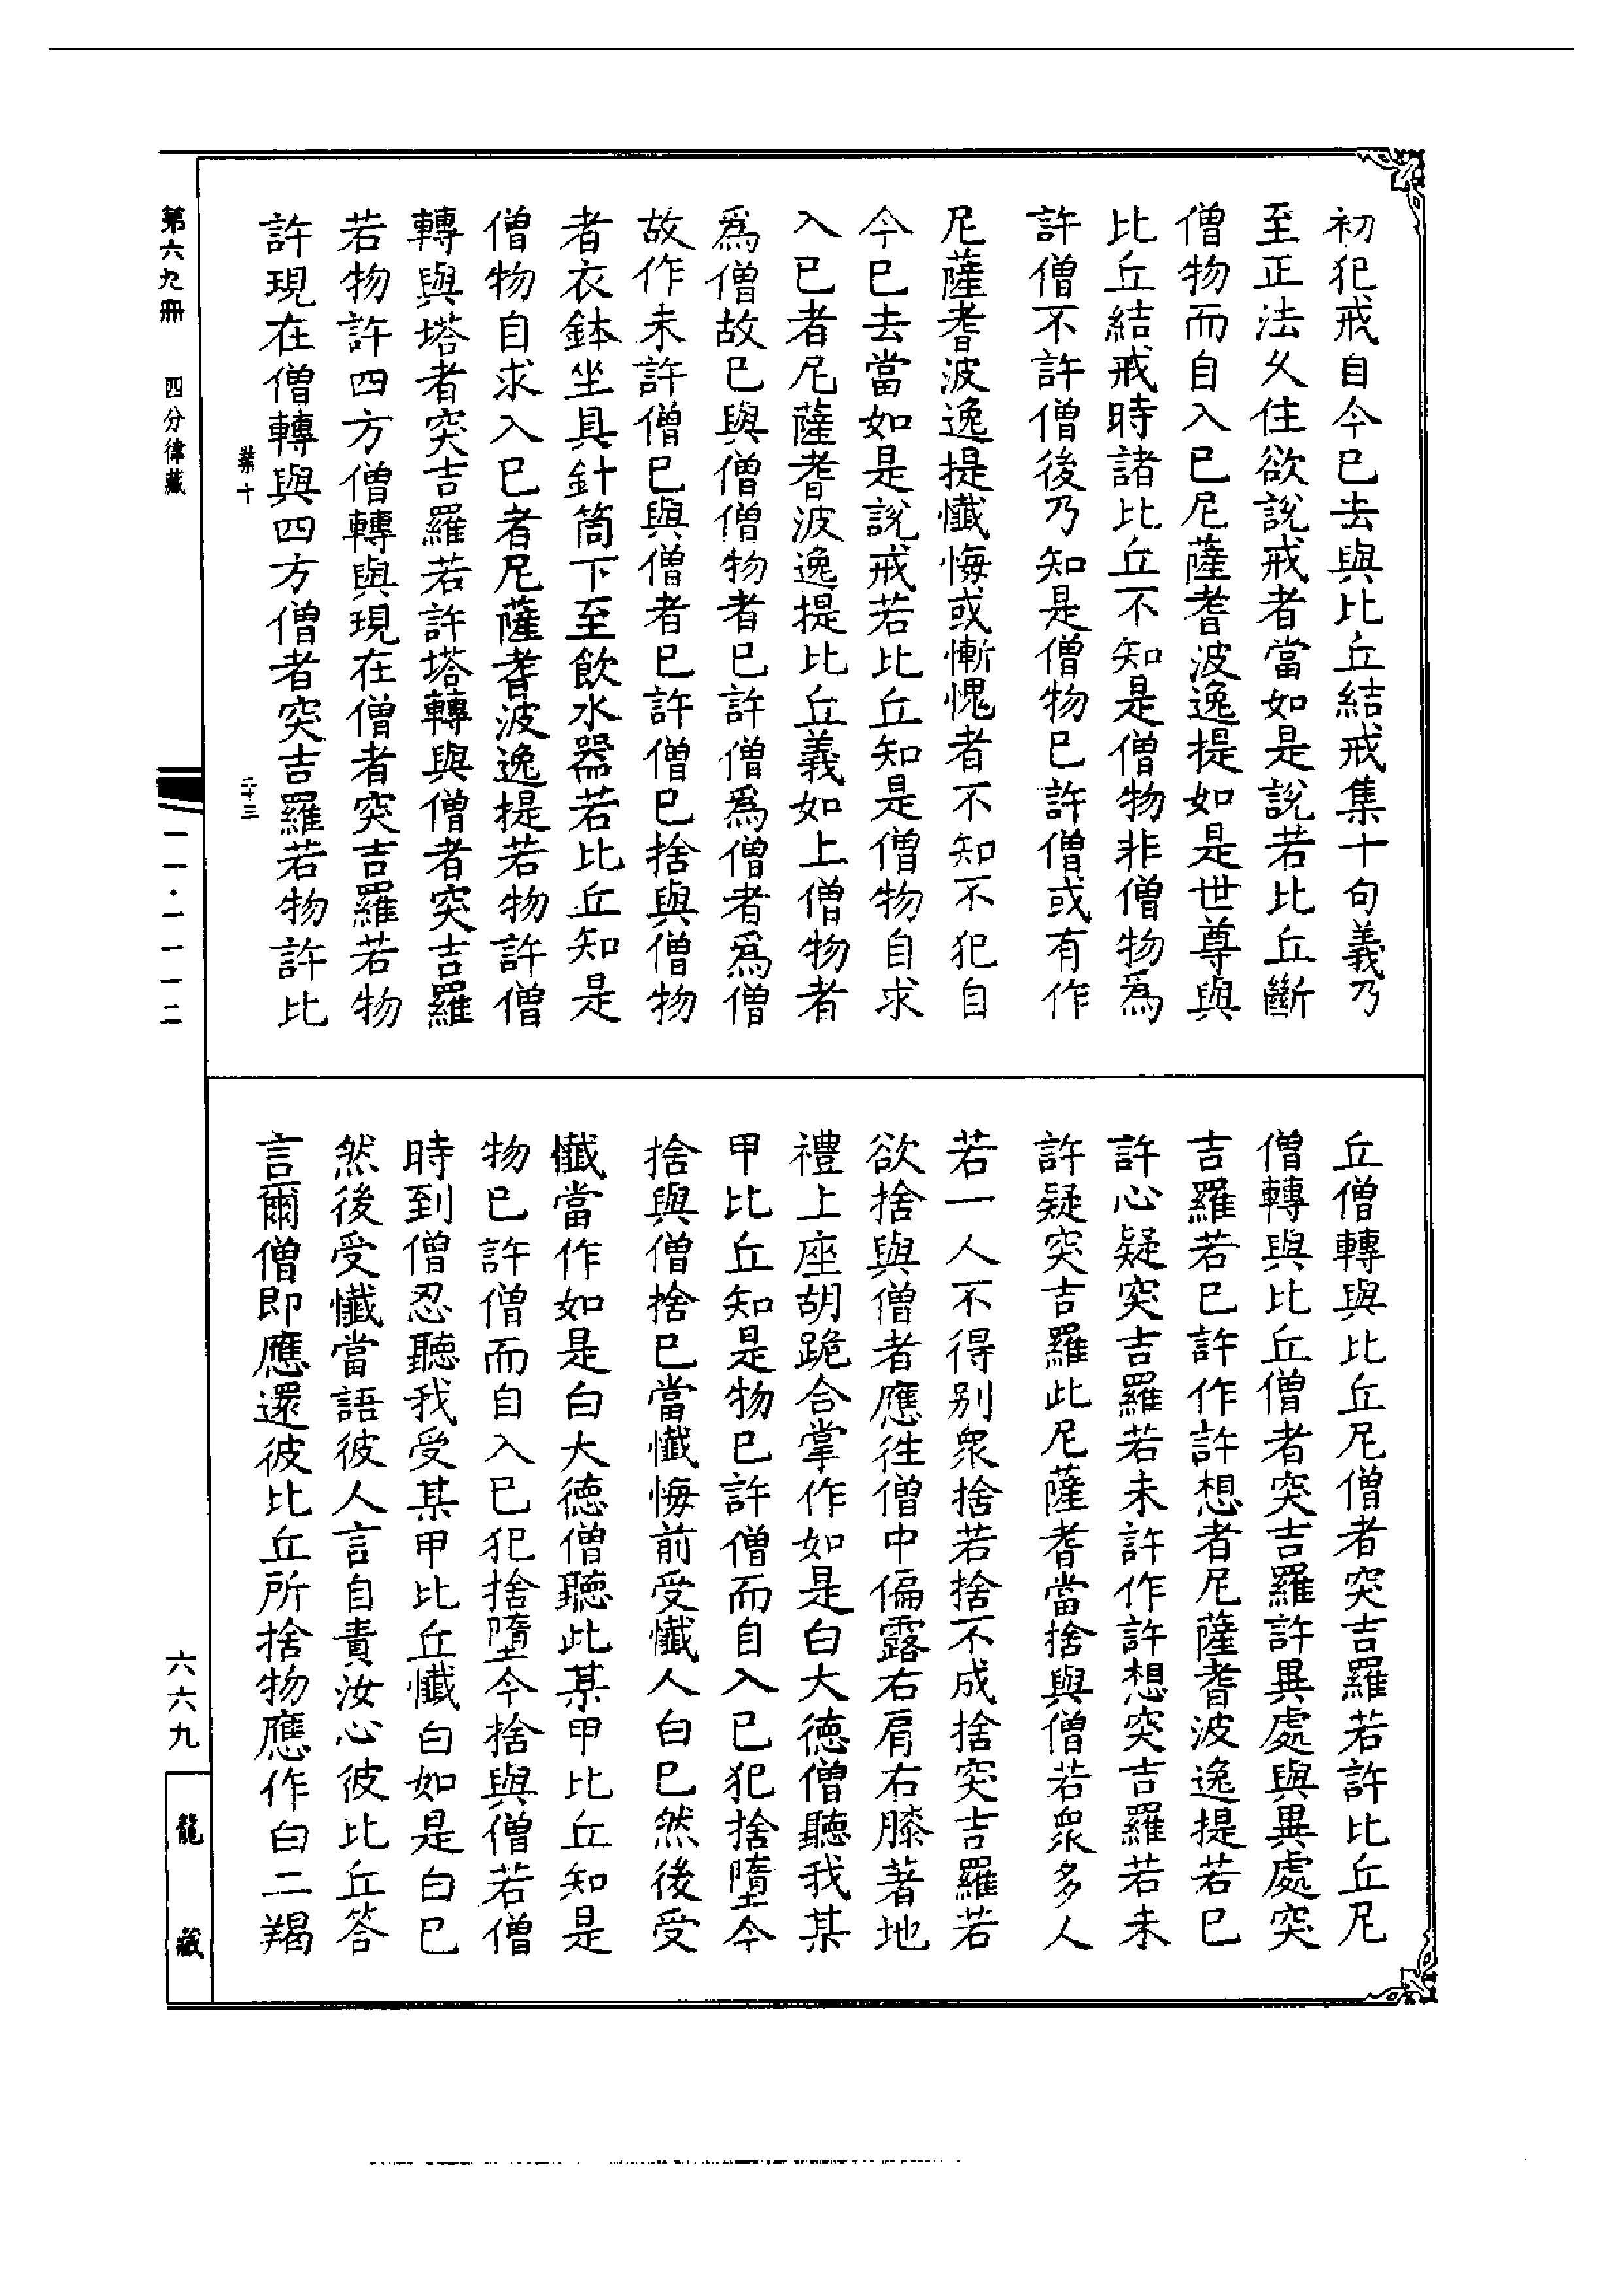 初犯戒自今已去與比丘結戒集十句義乃
至正法久住欲說戒者當如是說若比丘斷
僧物而自入已尼薩耆波逸提如是世尊與
比丘結戒時諸比丘不知是僧物非僧物爲
許僧不許僧後乃知是僧物已許僧或有作
尼薩耆波逸提懺悔或慚愧者不知不犯自
今已去當如是說戒若比丘知是僧物自求
入已者尼薩耆波逸提比丘義如上僧物者
爲僧故已與僧僧物者已許僧爲僧者爲僧
故作未許僧已與僧者已許僧已捨與僧物
者衣鉢坐具針筒下至飲水器若比丘知是
僧物自求入已者尼薩耆波逸提若物許僧
轉與塔者突吉羅若許塔轉與僧者突吉羅
若物許四方僧轉與現在僧者突吉羅若物
許現在僧轉與四方僧者突吉羅若物許比
丘僧轉與比丘尼僧者突吉羅若許比丘尼
僧轉與比丘僧者突吉羅許異處與異處突
吉羅若已許作許想者尼薩耆波逸提若已
許心疑突吉羅若未許作許想突吉羅若未
許疑突吉羅此尼薩耆當捨與僧若眾多人
若一人不得别眾捨若捨不成捨突吉羅若
欲捨與僧者應往僧中偏露右肩右膝著地
禮上座胡跪合掌作如是白大德僧聽我某
甲比丘知是物已許僧而自入已犯捨墮今
捨與僧捨已當懺悔前受懺人白已然後受
懺當作如是白大德僧聽此某甲比丘知是
物已許僧而自入已犯捨墮今捨與僧若僧
時到僧忍聽我受某甲比丘懺白如是白已
然後受懺當語彼人言自責汝心彼比丘答
言爾僧即應還彼比丘所捨物應作白二羯
第六九冊 四分律藏
葉十 二十三
一一·一一一二
六六九
龍藏